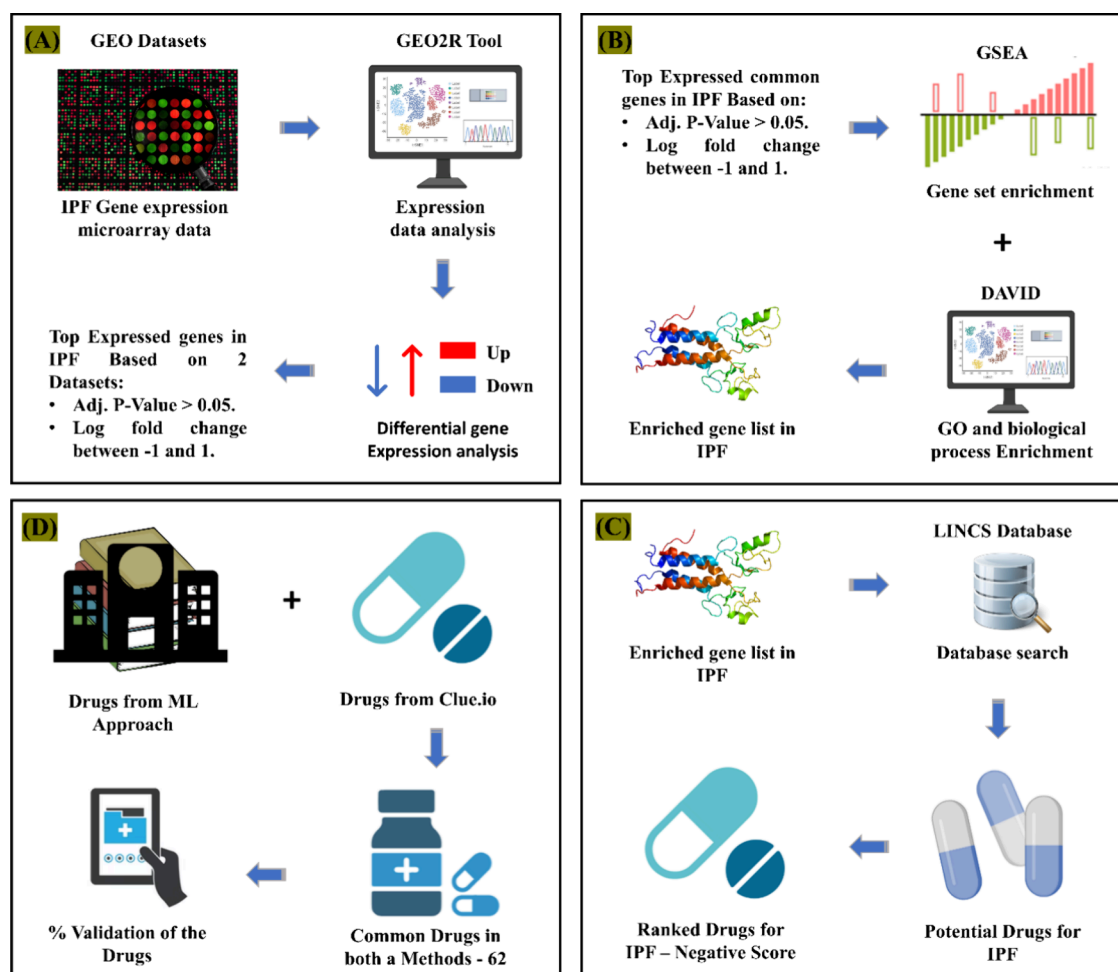 (A)
GEO Datasets
GEO2R Tool
IPF Gene expression
microarray data
Expression
data analysis
Top Expressed genes in
IPF Based on 2
Datasets:
• Adj. P-Value > 0.05.
• Log fold change
between -1 and 1.
Up
Down
Differential gene
Expression analysis
(B)
GSEA
Top Expressed common
genes in IPF Based on:
• Adj. P-Value > 0.05.
• Log fold change
between -1 and 1.
Gene set enrichment
+
DAVID
Enriched gene list in
IPF
GO and biological
process Enrichment
(D)
+
Drugs from ML
Approach
Drugs from Clue.io
% Validation of the
Drugs
Common Drugs in
both a Methods - 62
(C)
LINCS Database
Enriched gene list in
IPF
Database search
Ranked Drugs for
IPF – Negative Score
Potential Drugs for
IPF